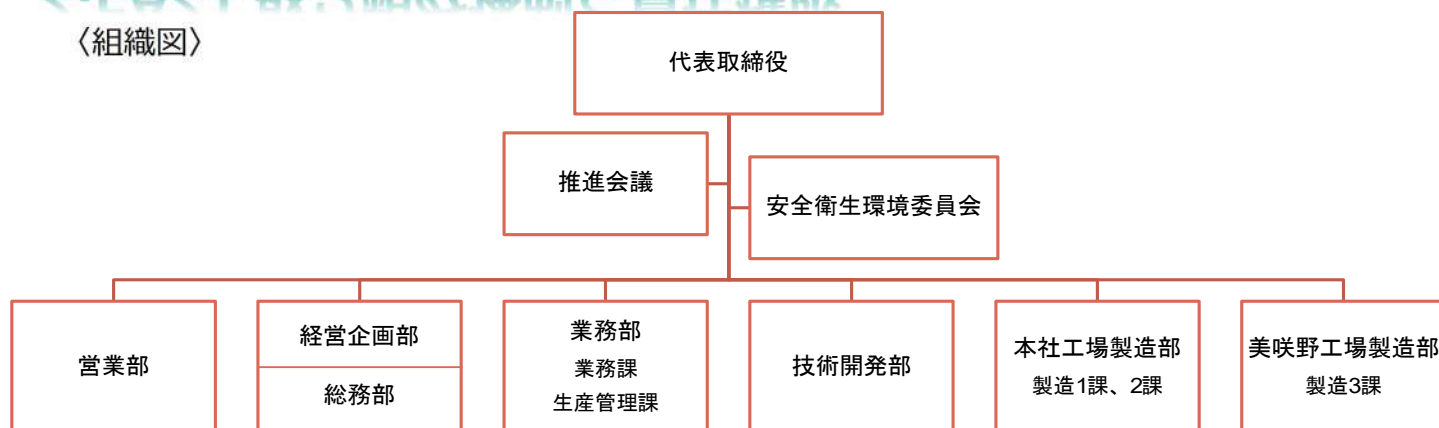 〈組織図〉
代表取締役
推進会議
安全衛生環境委員会
営業部
経営企画部
総務部
業務部
業務課
生産管理課
技術開発部
本社工場製造部
製造1課、2課
美咲野工場製造部
製造3課